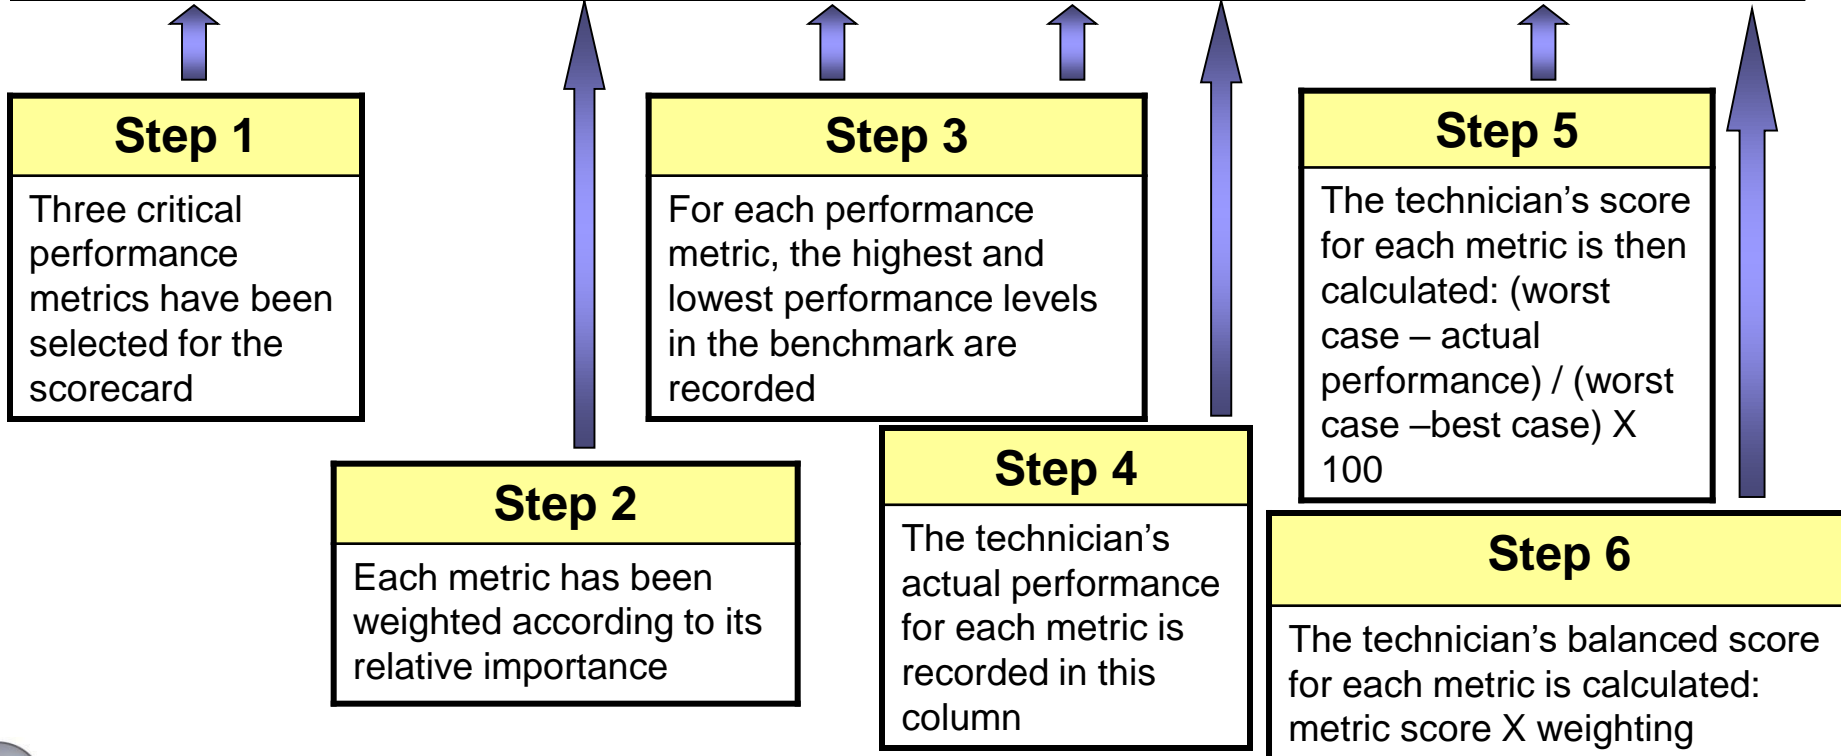 Step 1
Three critical
performance
metrics have been
selected for the
scorecard
Step 2
Each metric has been
weighted according to its
relative importance
Step 3
For each performance
metric, the highest and
lowest performance levels
in the benchmark are
recorded
Step 4
The technician’s
actual performance
for each metric is
recorded in this
column
Step 5
The technician’s score
for each metric is then
calculated: (worst
case – actual
performance) / (worst
case –best case) X
100
Step 6
The technician’s balanced score
for each metric is calculated:
metric score X weighting